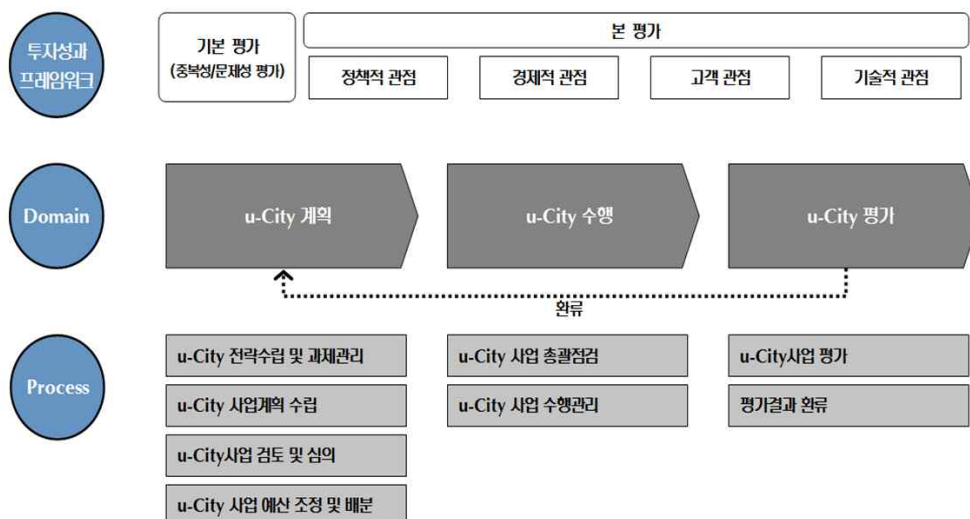 투자성과
프레임워크
기본 평가
(중복성/문제성 평가)
본 평가
정책적 관점
경제적 관점
고객 관점
기술적 관점
Domain
u-City 계획
u-City 수행
u-City 평가
환류
Process
u-City 전략수립 및 과제관리
u-City 사업계획 수립
u-City사업 검토 및 심의
u-City 사업 예산 조정 및 배분
u-City 사업 총괄점검
u-City 사업 수행관리
u-City사업 평가
평가결과 환류